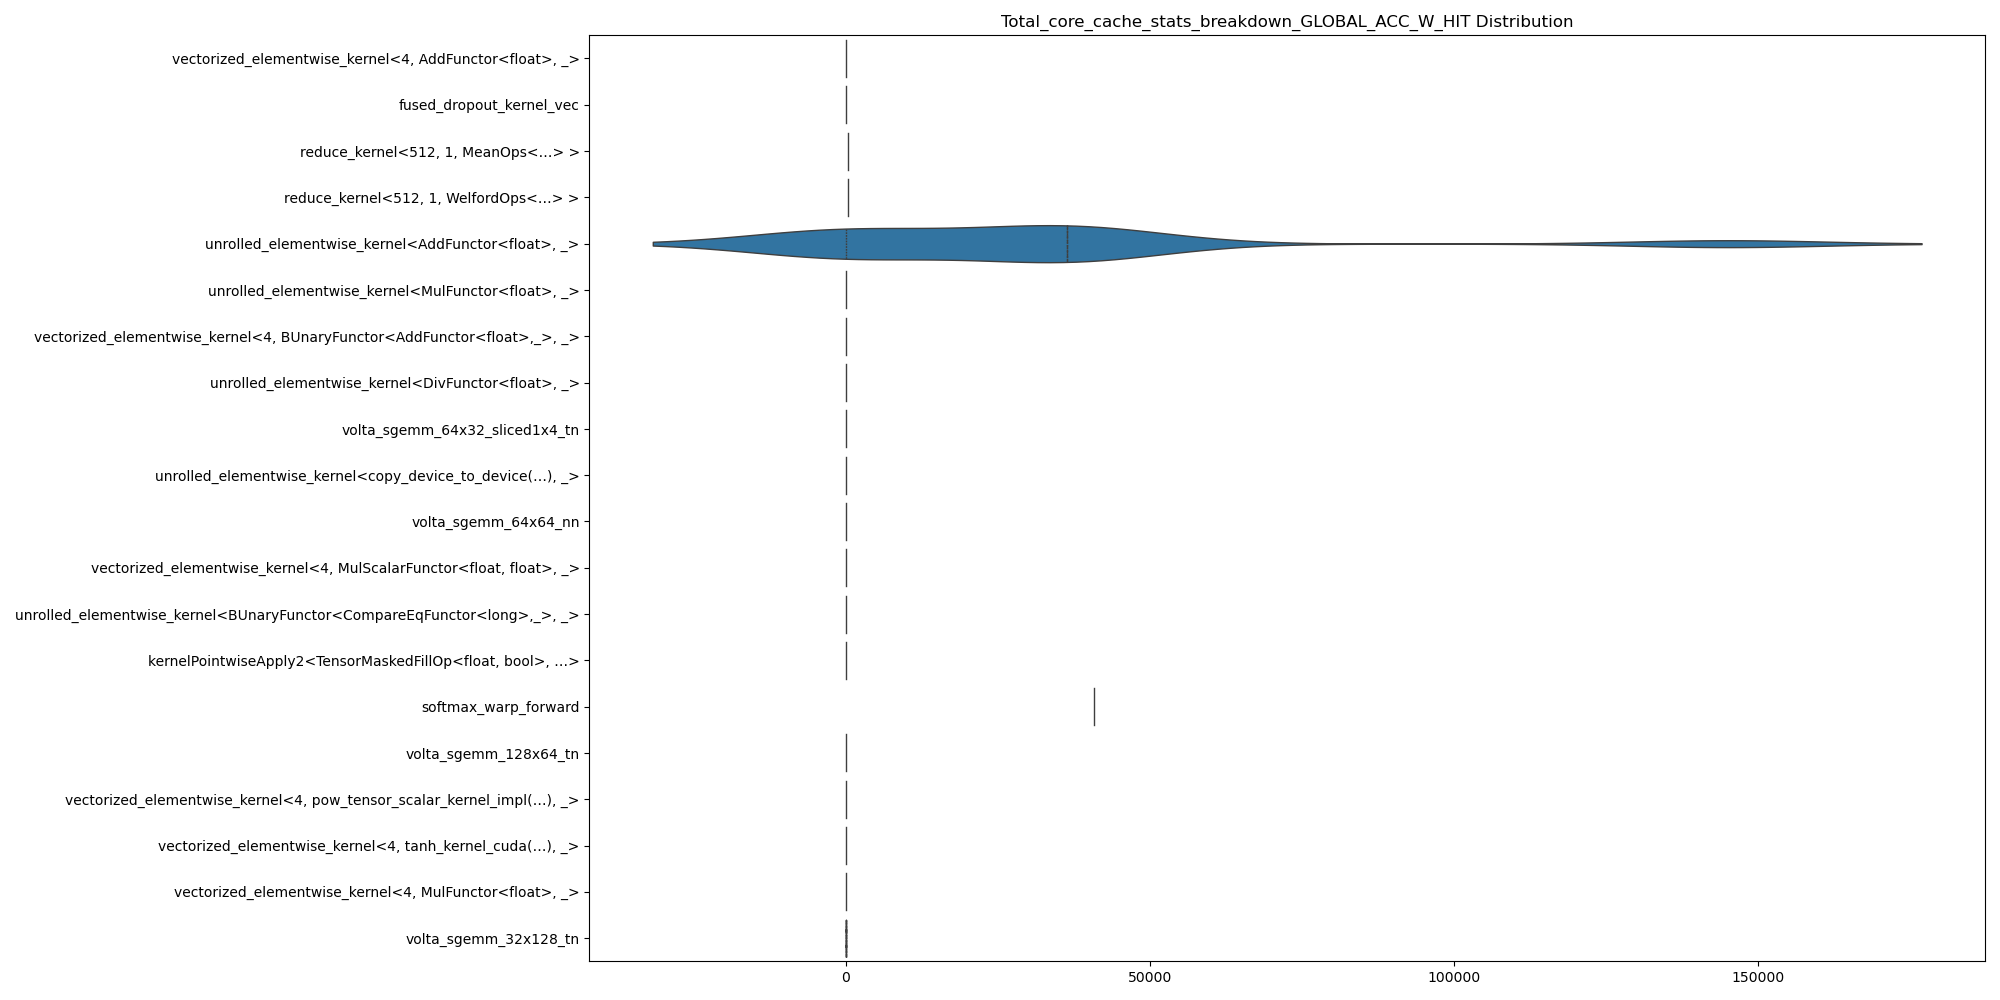 Total_core_cache_stats_breakdown_GLOBAL_ACC_W_HIT Distribution
vectorized_elementwise_kernel<4, AddFunctor<float>, _>
fused_dropout_kernel_vec
reduce_kernel<512, 1, MeanOps<...> >
reduce_kernel<512, 1, WelfordOps<...> >
unrolled_elementwise_kernel<AddFunctor<float>, _>
unrolled_elementwise_kernel<MulFunctor<float>, _>
vectorized_elementwise_kernel<4, BUnaryFunctor<AddFunctor<float>,_>, _>
unrolled_elementwise_kernel<DivFunctor<float>, _>
volta_sgemm_64x32_sliced1x4_tn
unrolled_elementwise_kernel<copy_device_to_device(...), _>
volta_sgemm_64x64_nn
vectorized_elementwise_kernel<4, MulScalarFunctor<float, float>, _>
unrolled_elementwise_kernel<BUnaryFunctor<CompareEqFunctor<long>,_>, _>
kernelPointwiseApply2<TensorMaskedFillOp<float, bool>, ...>
softmax_warp_forward
volta_sgemm_128x64_tn
vectorized_elementwise_kernel<4, pow_tensor_scalar_kernel_impl(...), _>
vectorized_elementwise_kernel<4, tanh_kernel_cuda(...), _>
vectorized_elementwise_kernel<4, MulFunctor<float>, _>
volta_sgemm_32x128_tn
0 50000 100000 150000